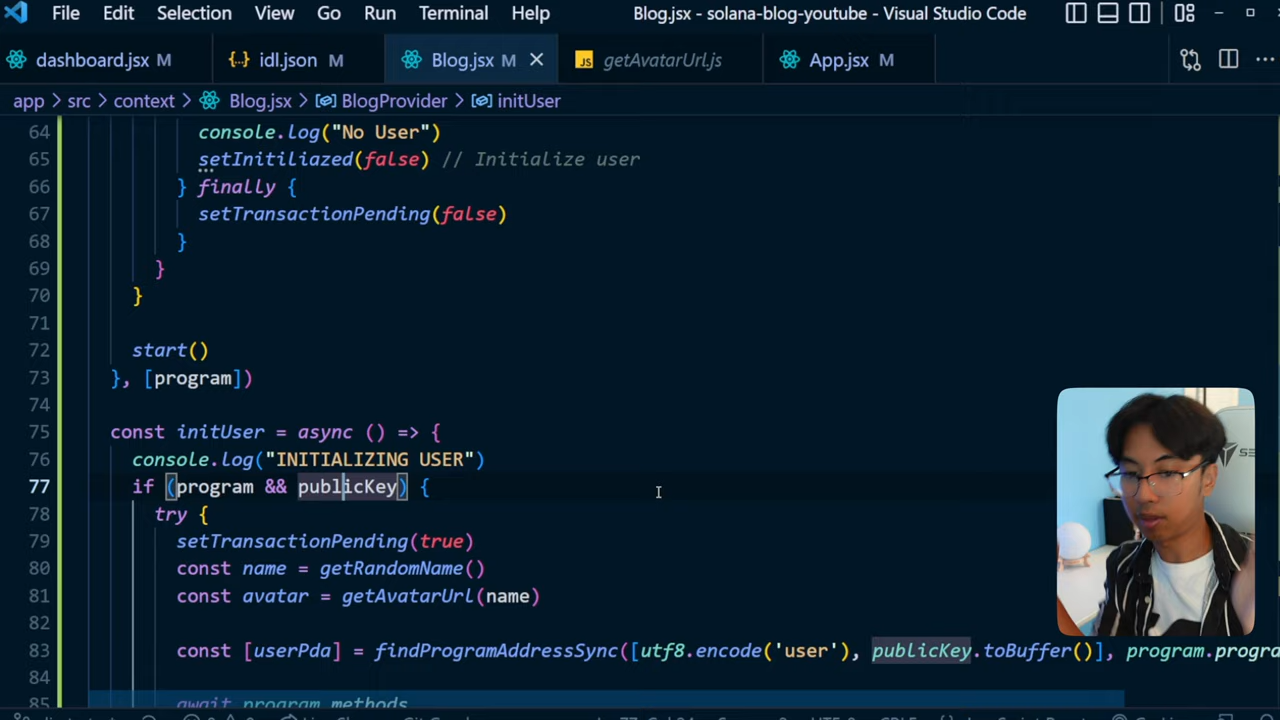 File Edit Selection View Go Run Terminal Help Blog.jsx - solana-blog-youtube - Visual Studio Code
dashboard.jsx M {..} idl.json M Blog.jsx M JS getAvatarUrl.js App.jsx M
app > src > context > Blog.jsx > BlogProvider > initUser
64 console.log("No User")
65 setInitiliazed(false) // Initialize user
66 } finally {
67 setTransactionPending(false)
68 }
69 }
70 }
71
72 start()
73 }, [program])
74
75 const initUser = async () => {
76 console.log("INITIALIZING USER")
77 if (program && publicKey) {
78 try {
79 setTransactionPending(true)
80 const name = getRandomName()
81 const avatar = getAvatarUrl(name)
82
83 const [userPda] = findProgramAddressSync([utf8.encode('user'), publicKey.toBuffer()], program.progra
84
85 await program.methods